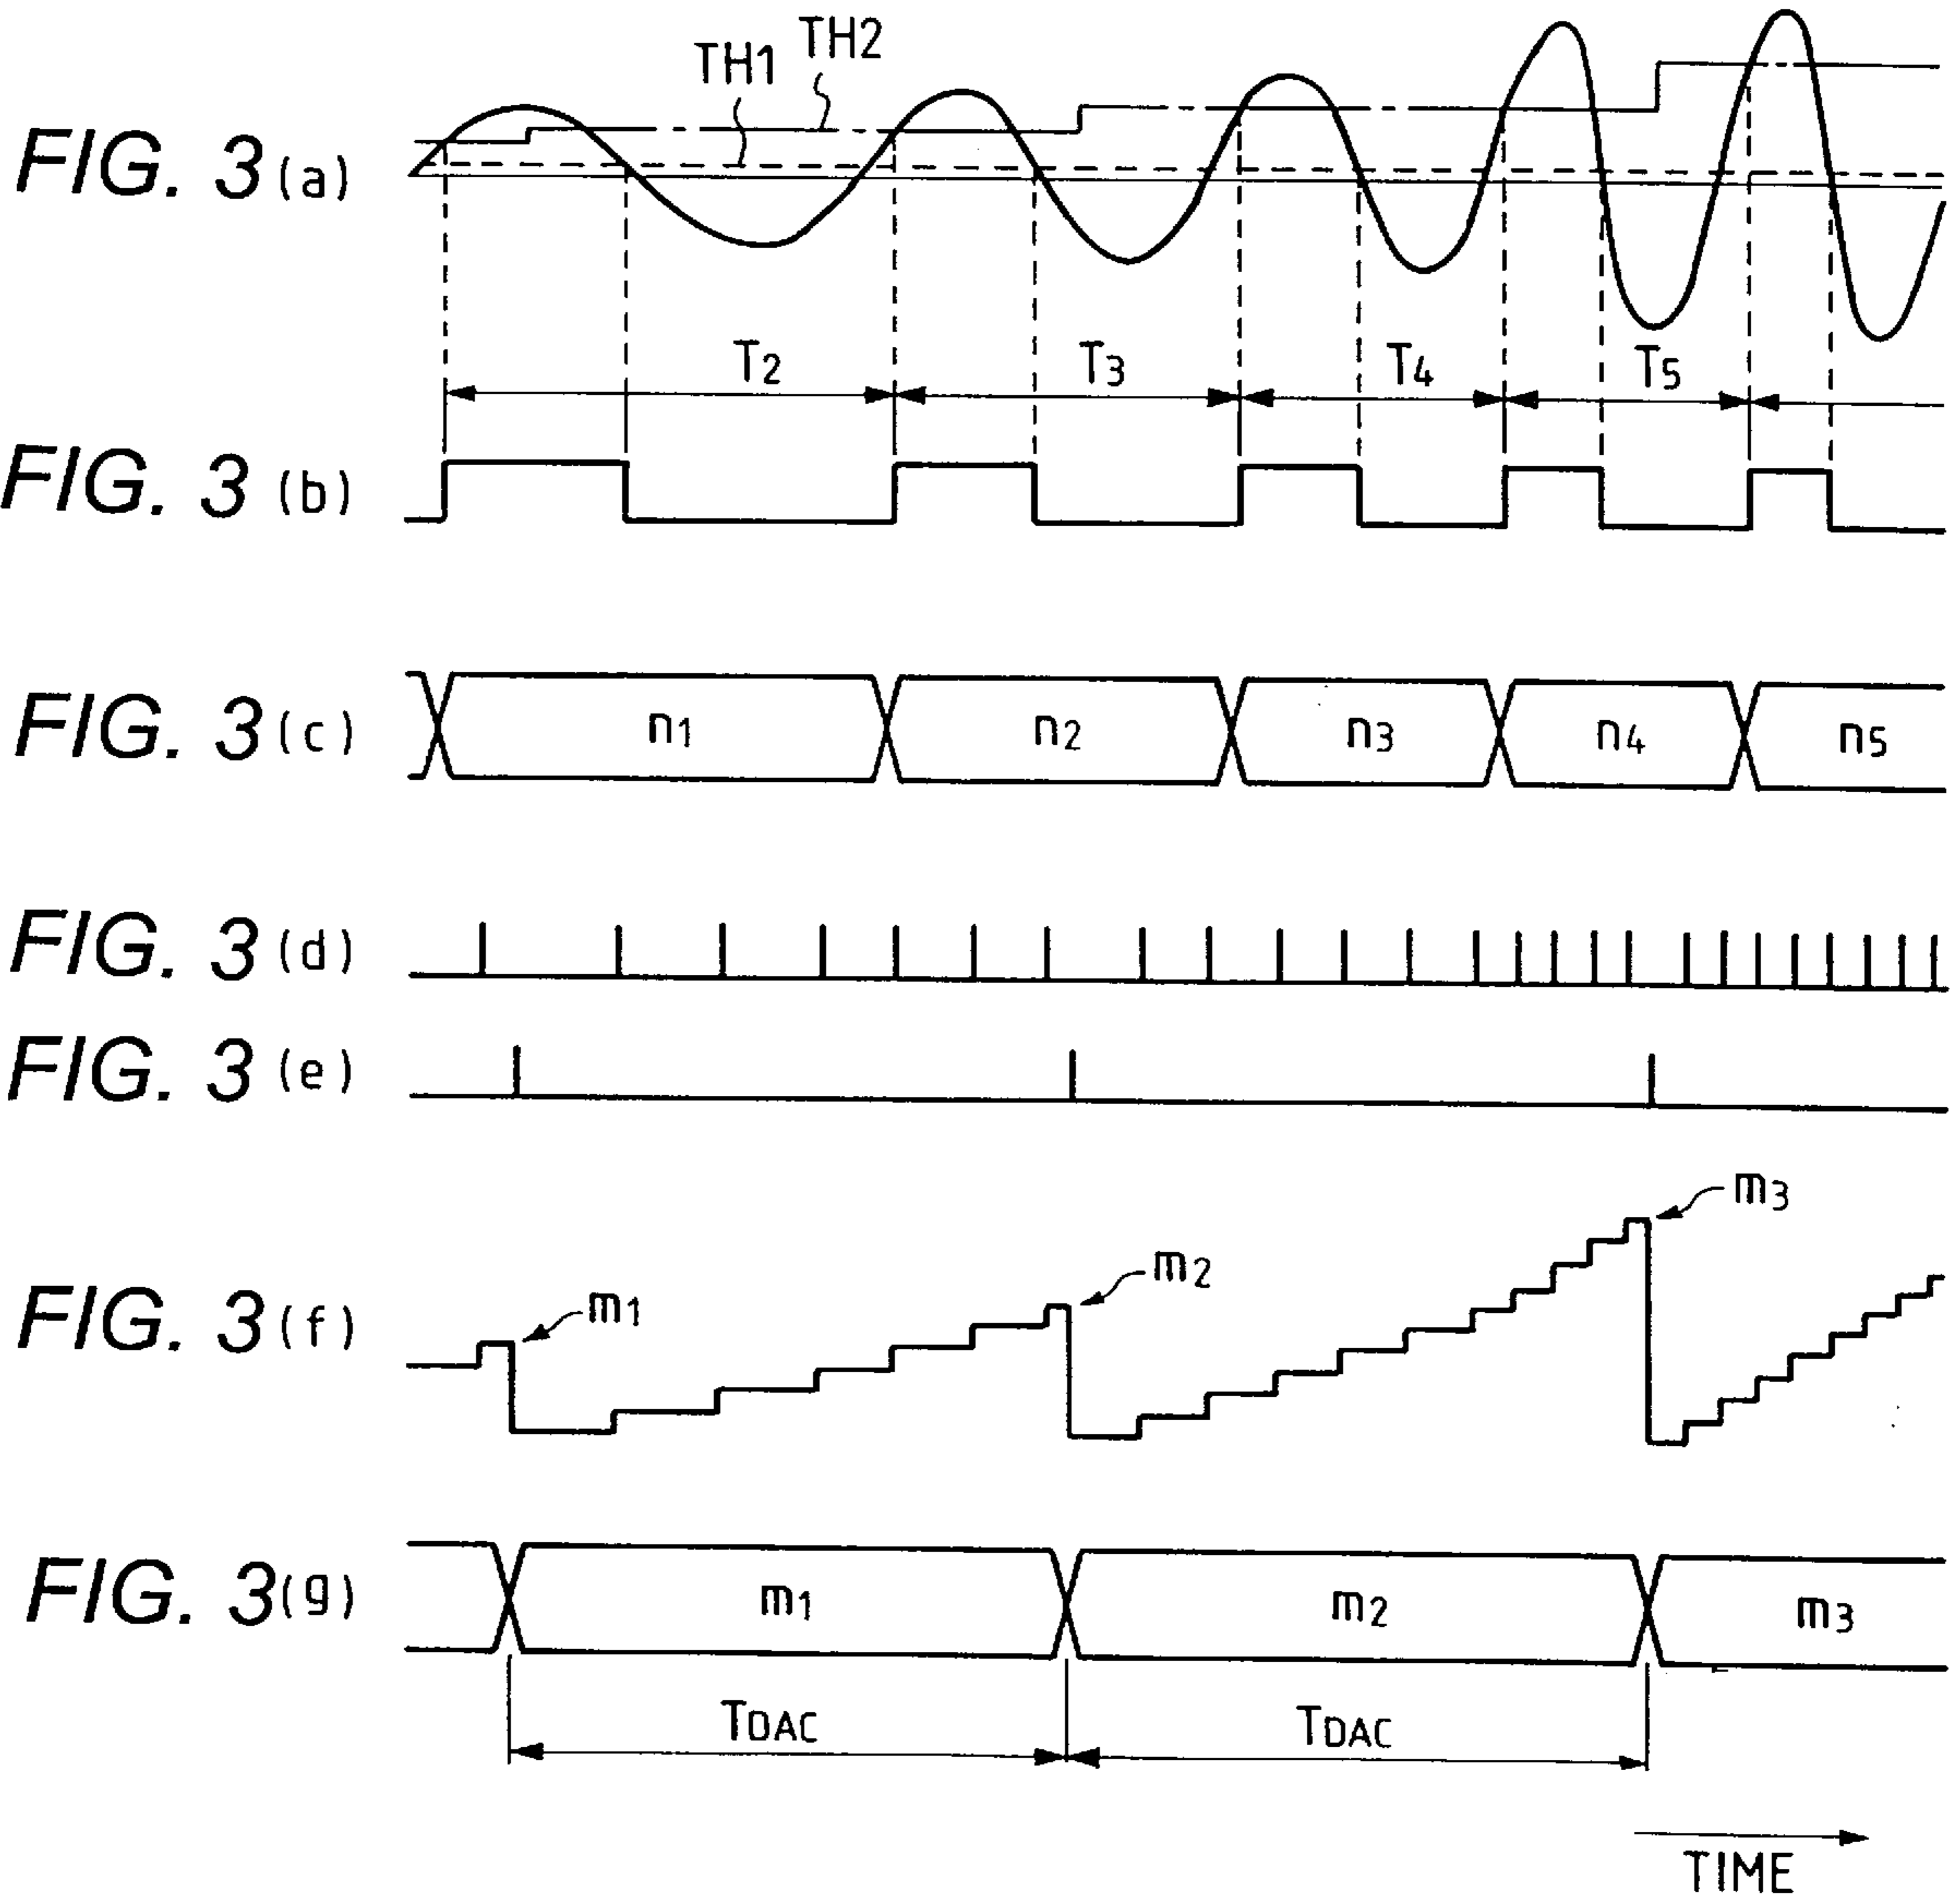 TH1 TH2
FIG. 3 (a)
T2 T3 T4 T5
FIG. 3 (b)
FIG. 3 (c) n1 n2 n3 n4 n5
FIG. 3 (d)
FIG. 3 (e)
FIG. 3 (f) m1 m2 m3
FIG. 3 (g) m1 m2 m3
TDAC TDAC
TIME